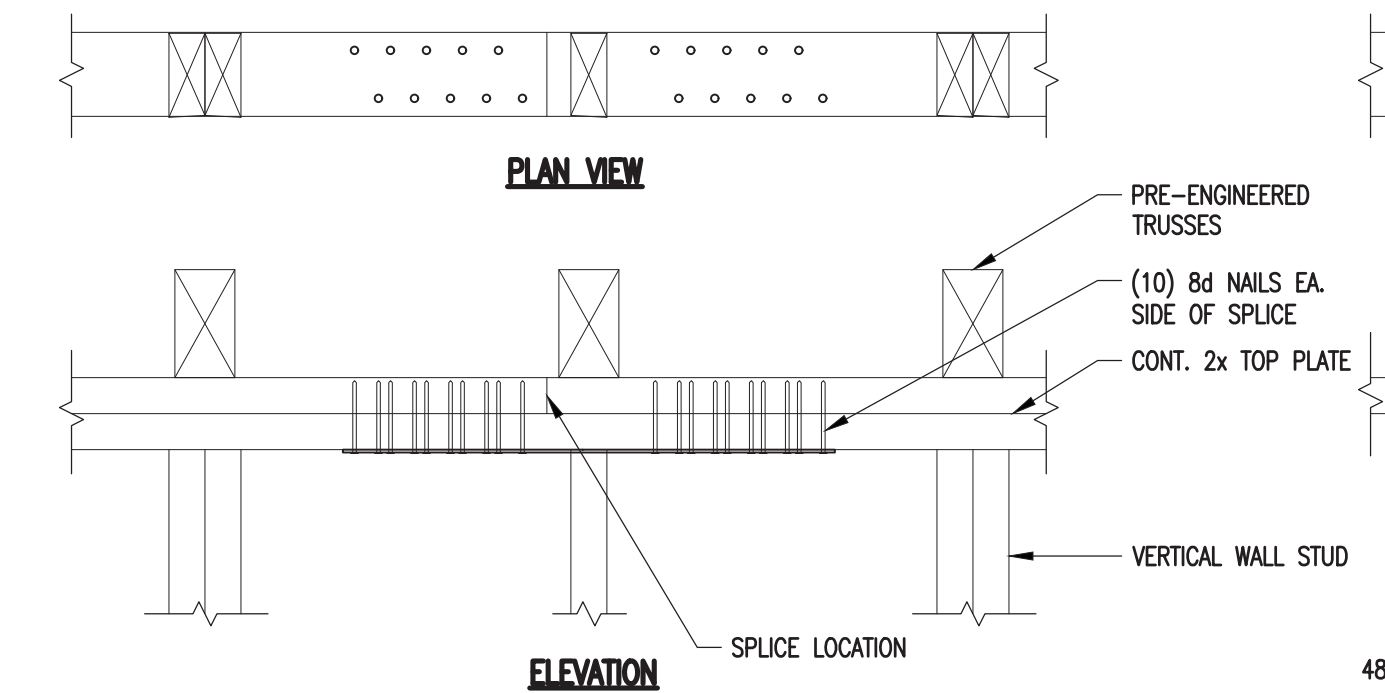 PLAN VIEW
PRE-ENGINEERED
TRUSSES
(10) 8d NAILS EA.
SIDE OF SPLICE
CONT. 2x TOP PLATE
VERTICAL WALL STUD
SPLICE LOCATION
ELEVATION
48